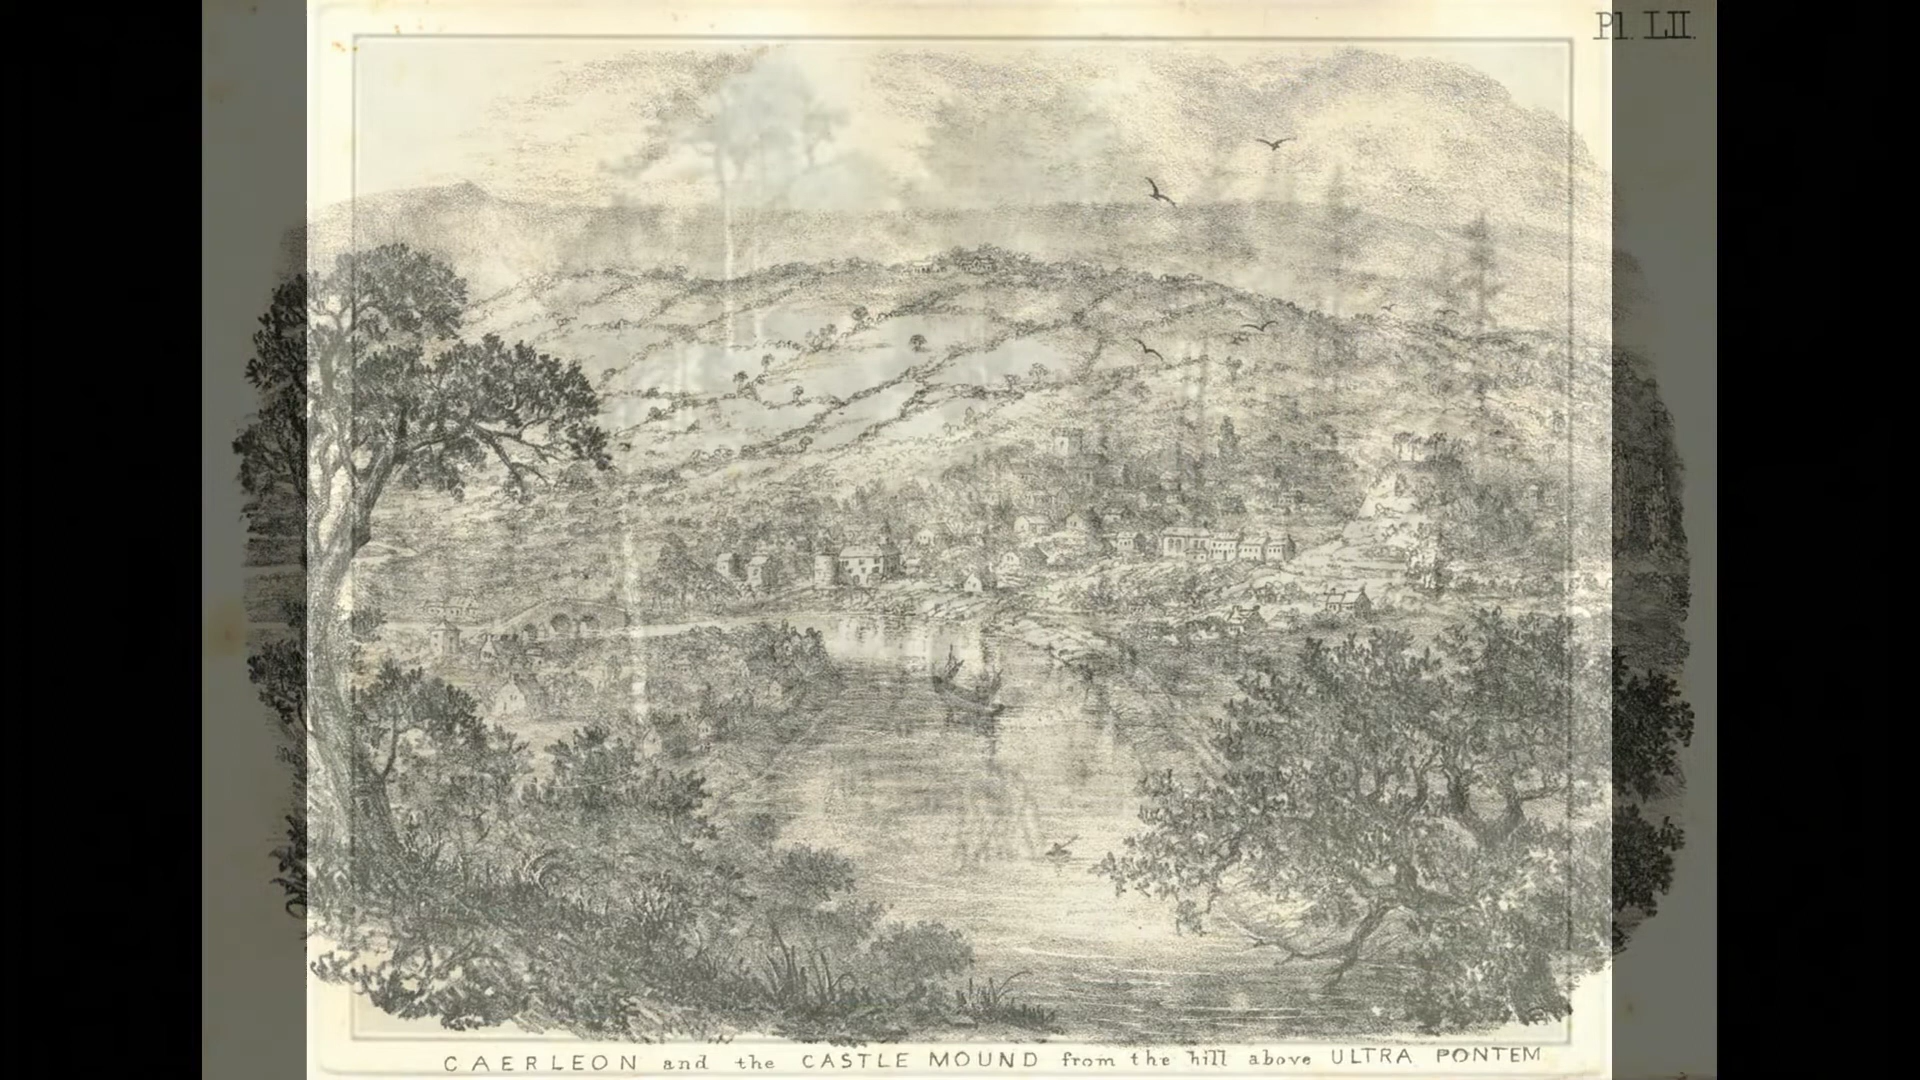 Pl. LII.
CAERLEON and the CASTLE MOUND from the hill above ULTRA PONTEM